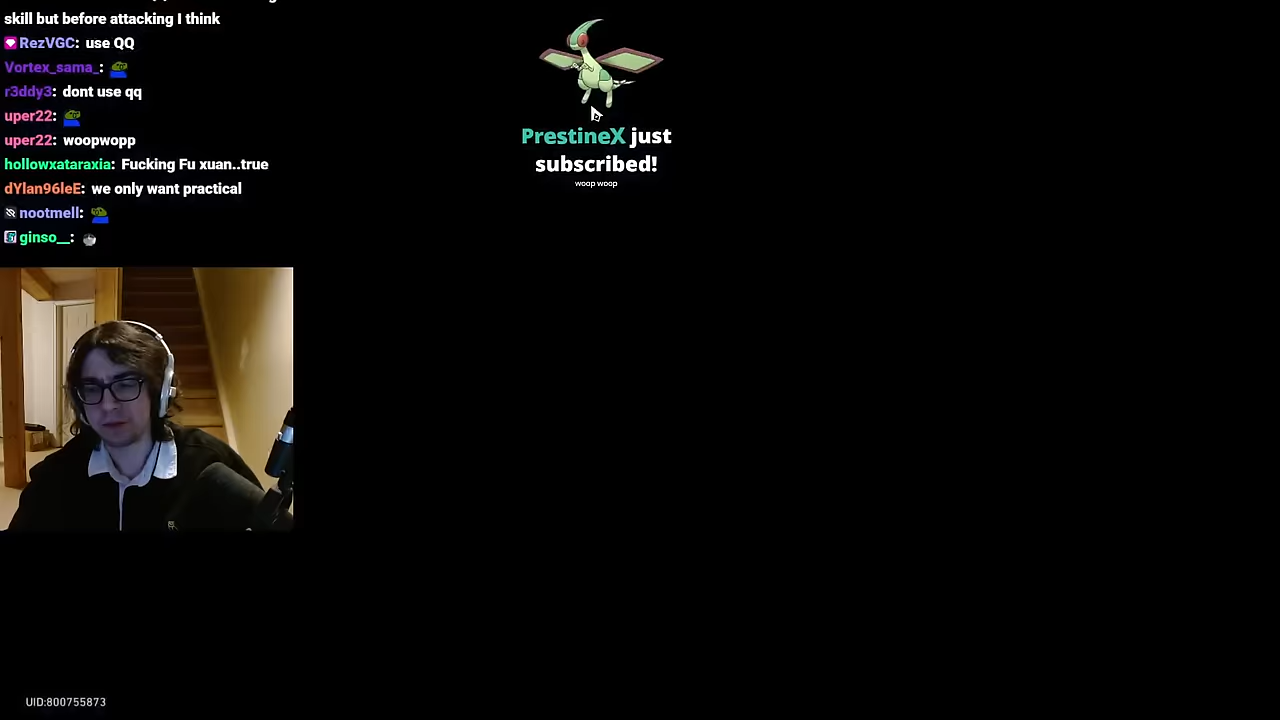 skill but before attacking I think
RezVGC: use QQ
Vortex_sama_:
r3ddy3: dont use qq
uper22:
uper22: woopwopp
hollowxataraxia: Fucking Fu xuan..true
dYlan96leE: we only want practical
nootmell:
ginso__:
PrestineX just
subscribed!
woop woop
UID:800755873